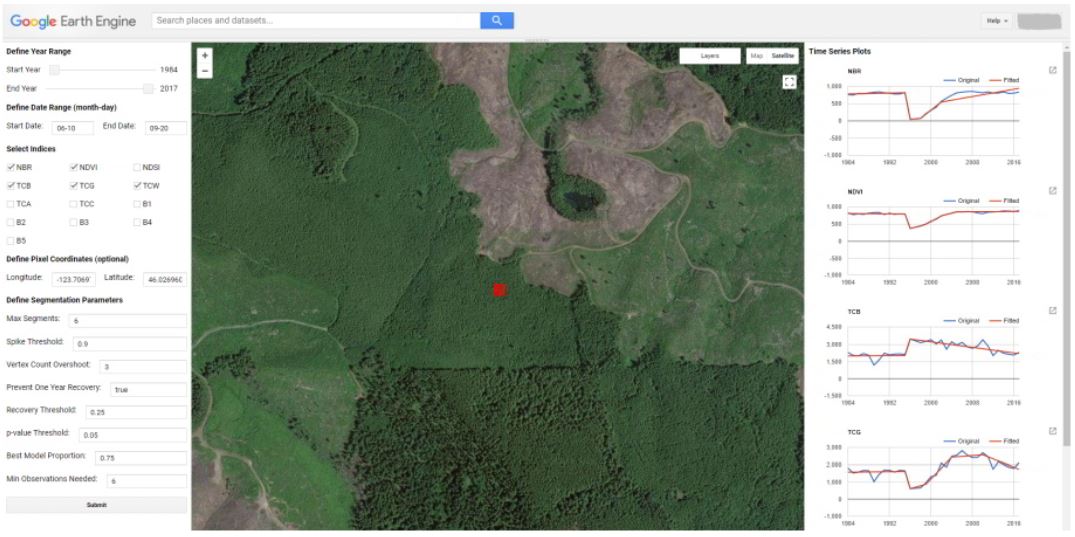 Google Earth Engine
Search places and datasets...
Help
Define Year Range
Start Year 1984
End Year 2017
Define Date Range (month-day)
Start Date: 06-10 End Date: 09-20
Select Indices
NBR NDVI NDSI
TCB TCG TCW
TCA TCC B1
B2 B3 B4
B5
Define Pixel Coordinates (optional)
Longitude: -123.7069 Latitude: 46.02696
Define Segmentation Parameters
Max Segments: 6
Spike Threshold: 0.9
Vertex Count Overshoot: 3
Prevent One Year Recovery: true
Recovery Threshold: 0.25
p-value Threshold: 0.05
Best Model Proportion: 0.75
Min Observations Needed: 6
Submit
+
−
Layers
Map Satellite
Time Series Plots
NBR
Original Fitted
1,000
500
0
-500
-1,000
1984 1992 2000 2008 2016
NDVI
Original Fitted
1,000
500
0
-500
-1,000
1984 1992 2000 2008 2016
TCB
Original Fitted
4,500
3,000
1,500
0
-1,500
1984 1992 2000 2008 2016
TCG
Original Fitted
3,000
2,000
1,000
0
-1,000
1984 1992 2000 2008 2016